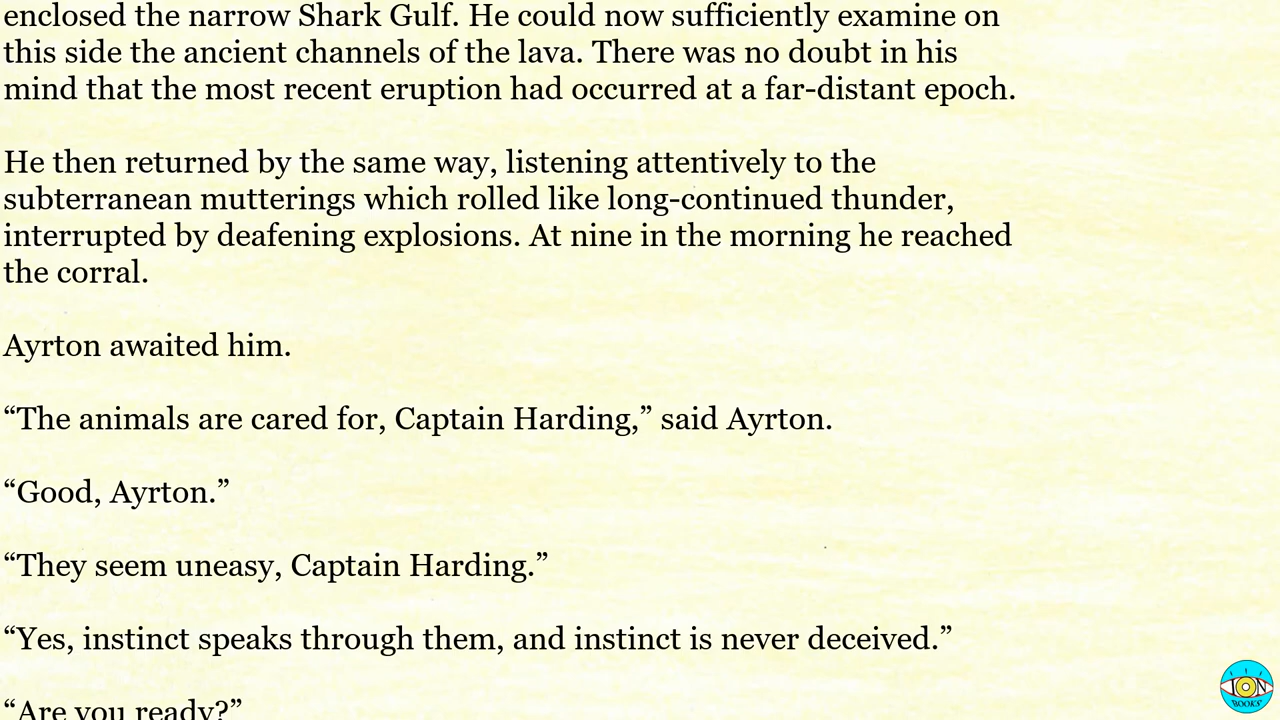 enclosed the narrow Shark Gulf. He could now sufficiently examine on
this side the ancient channels of the lava. There was no doubt in his
mind that the most recent eruption had occurred at a far-distant epoch.
He then returned by the same way, listening attentively to the
subterranean mutterings which rolled like long-continued thunder,
interrupted by deafening explosions. At nine in the morning he reached
the corral.
Ayrton awaited him.
“The animals are cared for, Captain Harding,” said Ayrton.
“Good, Ayrton.”
“They seem uneasy, Captain Harding.”
“Yes, instinct speaks through them, and instinct is never deceived.”
“Are you ready?”
ION
BOOKS